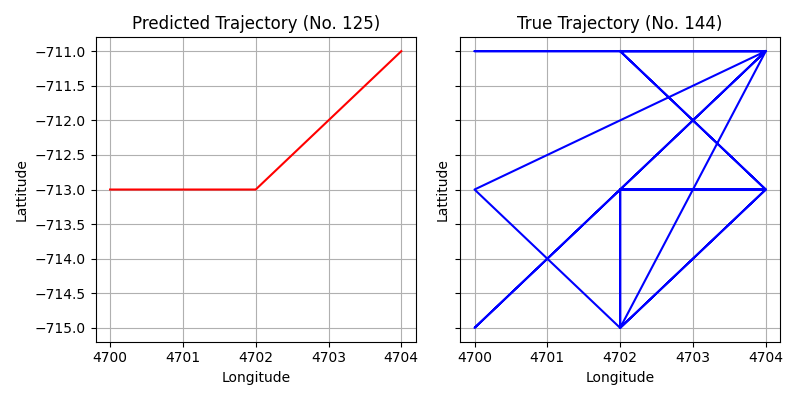 Predicted Trajectory (No. 125)
True Trajectory (No. 144)
−711.0
−711.5
−712.0
−712.5
−713.0
−713.5
−714.0
−714.5
−715.0
Lattitude
Lattitude
4700 4701 4702 4703 4704
4700 4701 4702 4703 4704
Longitude
Longitude